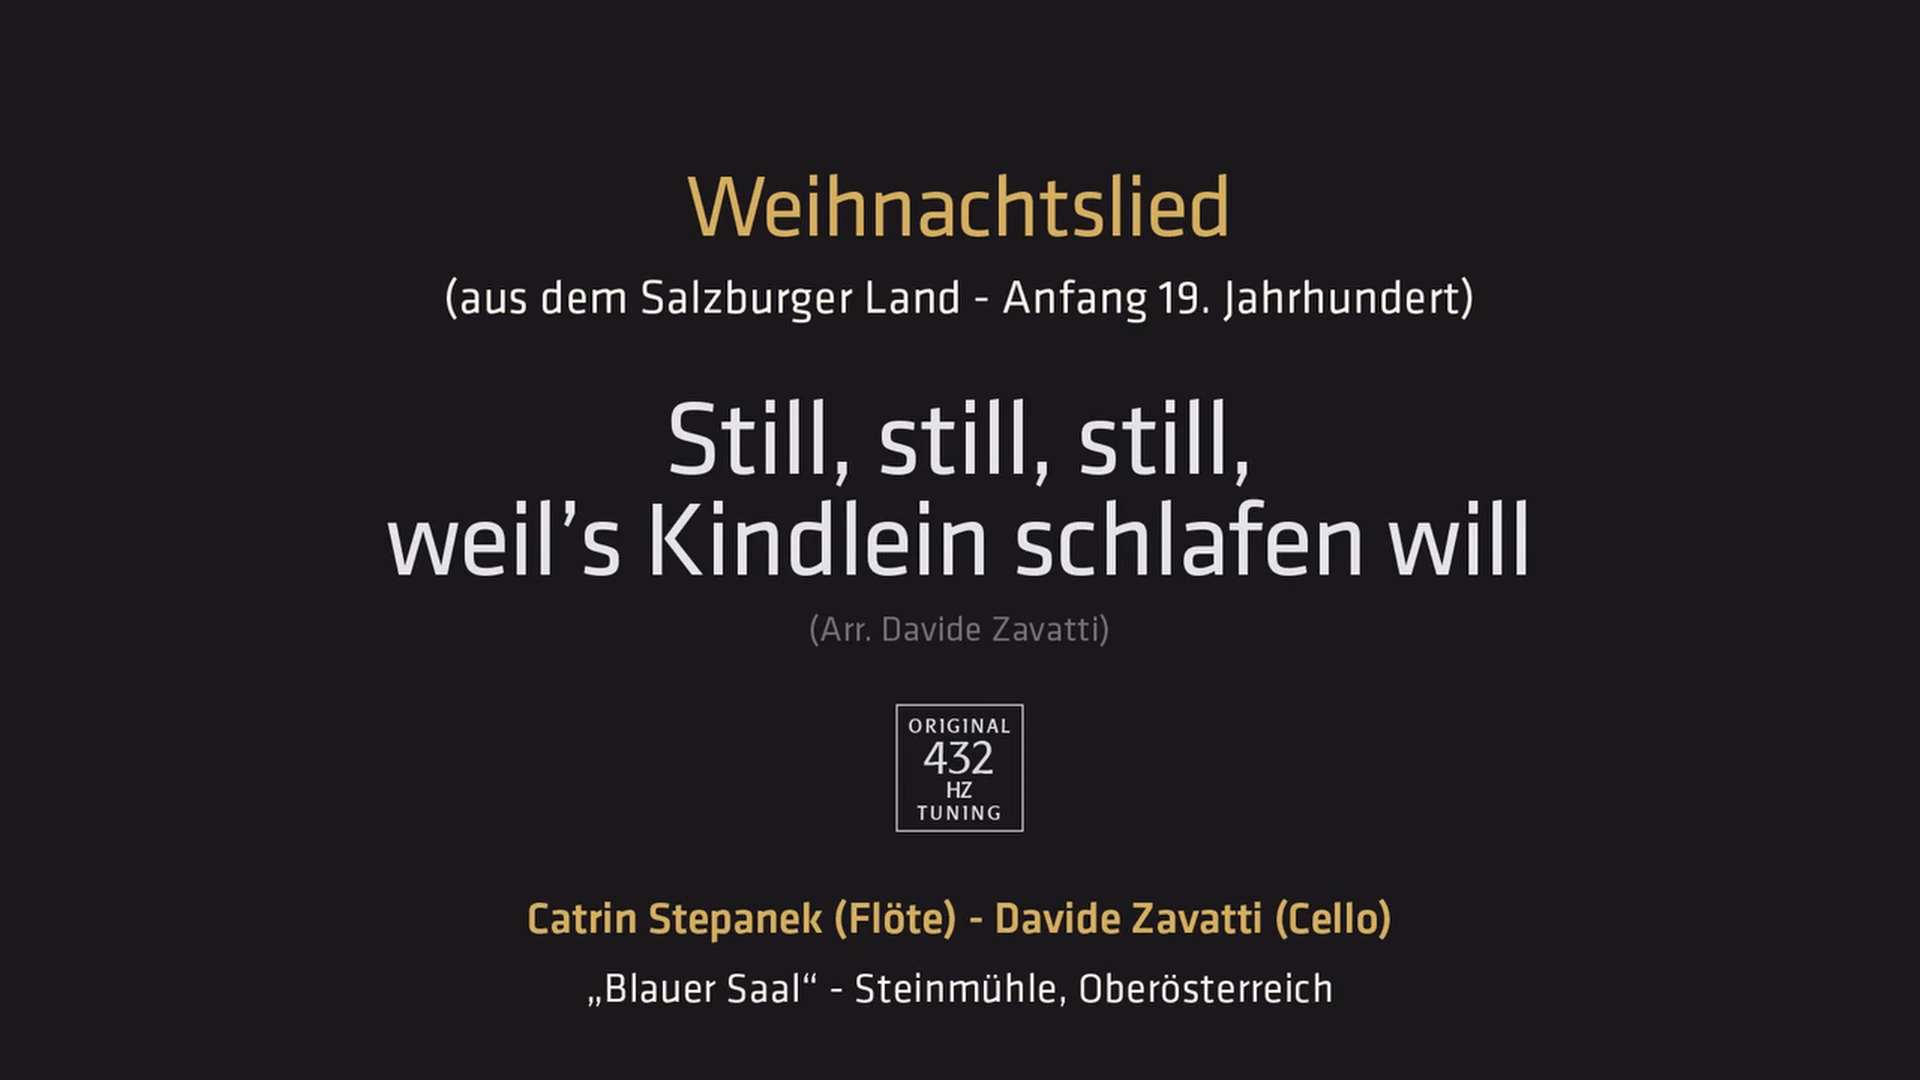 Weihnachtslied
(aus dem Salzburger Land - Anfang 19. Jahrhundert)
Still, still, still,
weil’s Kindlein schlafen will
(Arr. Davide Zavatti)
ORIGINAL
432
HZ
TUNING
Catrin Stepanek (Flöte) - Davide Zavatti (Cello)
„Blauer Saal“ - Steinmühle, Oberösterreich